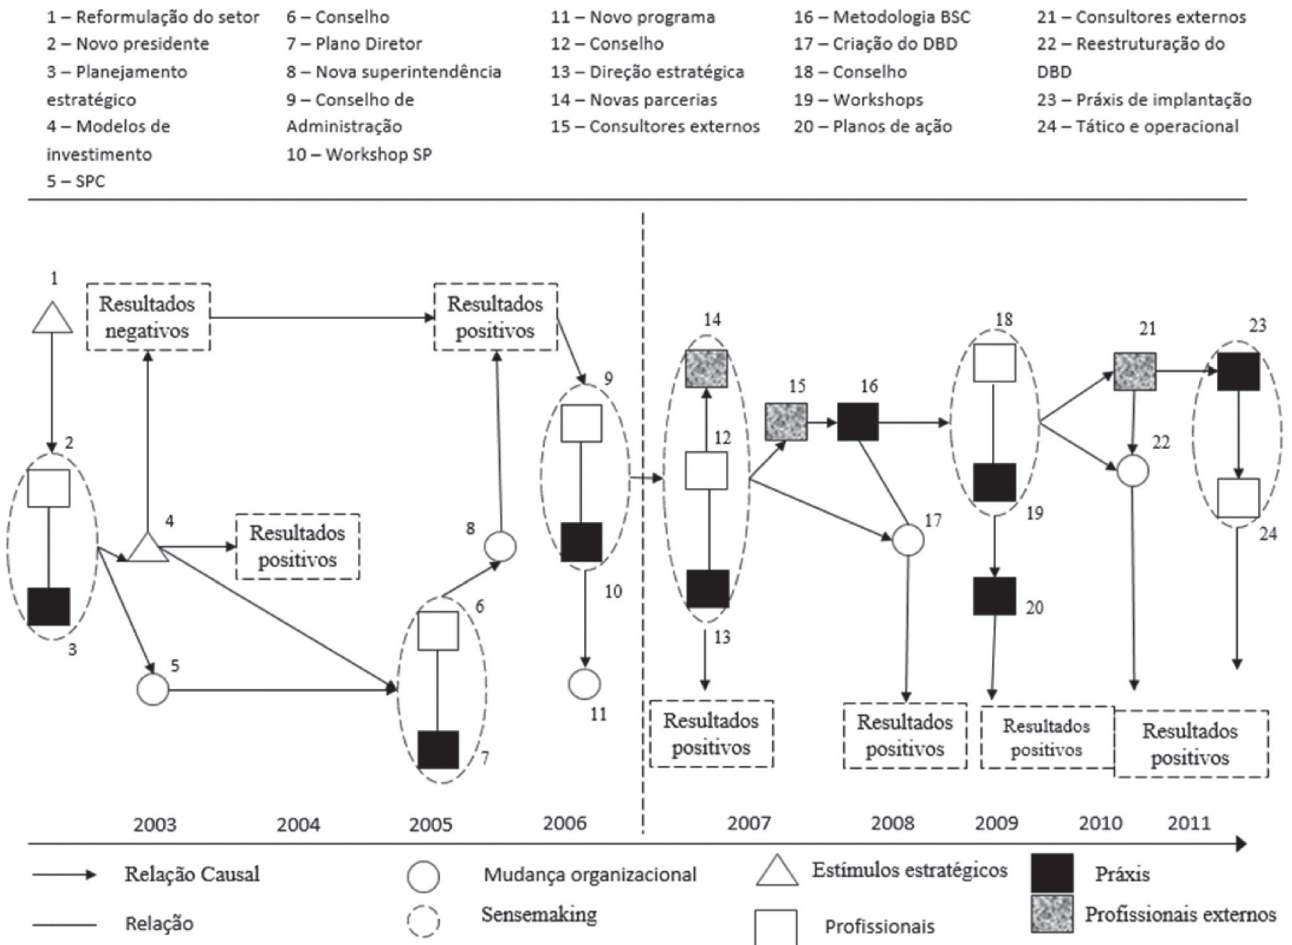 1 – Reformulação do setor
2 – Novo presidente
3 – Planejamento
estratégico
4 – Modelos de
investimento
5 – SPC
6 – Conselho
7 – Plano Diretor
8 – Nova superintendência
9 – Conselho de
Administração
10 – Workshop SP
11 – Novo programa
12 – Conselho
13 – Direção estratégica
14 – Novas parcerias
15 – Consultores externos
16 – Metodologia BSC
17 – Criação do DBD
18 – Conselho
19 – Workshops
20 – Planos de ação
21 – Consultores externos
22 – Reestruturação do
DBD
23 – Práxis de implantação
24 – Tático e operacional
1
Resultados
negativos
Resultados
positivos
2
3
4
Resultados
positivos
5
6
7
8
9
10
11
14
12
13
Resultados
positivos
15
16
17
Resultados
positivos
18
19
20
Resultados
positivos
21
22
Resultados
positivos
23
24
2003
2004
2005
2006
2007
2008
2009
2010
2011
Relação Causal
Mudança organizacional
Estímulos estratégicos
Práxis
Relação
Sensemaking
Profissionais
Profissionais externos